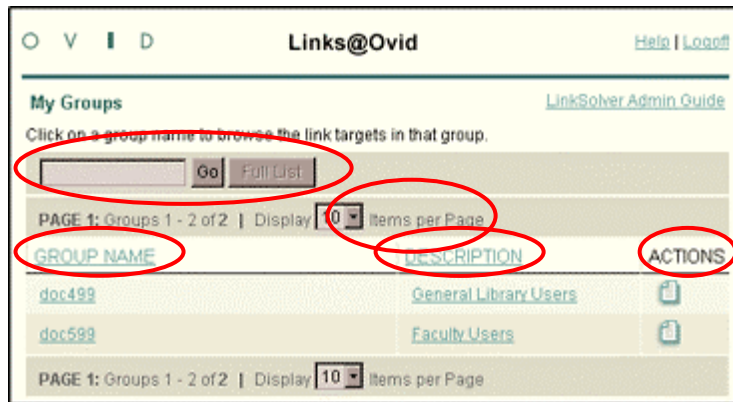 O V I D Links@Ovid Help | Logoff
My Groups LinkSolver Admin Guide
Click on a group name to browse the link targets in that group.
Go Full List
PAGE 1: Groups 1 - 2 of 2 | Display 10 Items per Page
GROUP NAME DESCRIPTION ACTIONS
doc499 General Library Users
doc599 Faculty Users
PAGE 1: Groups 1 - 2 of 2 | Display 10 Items per Page